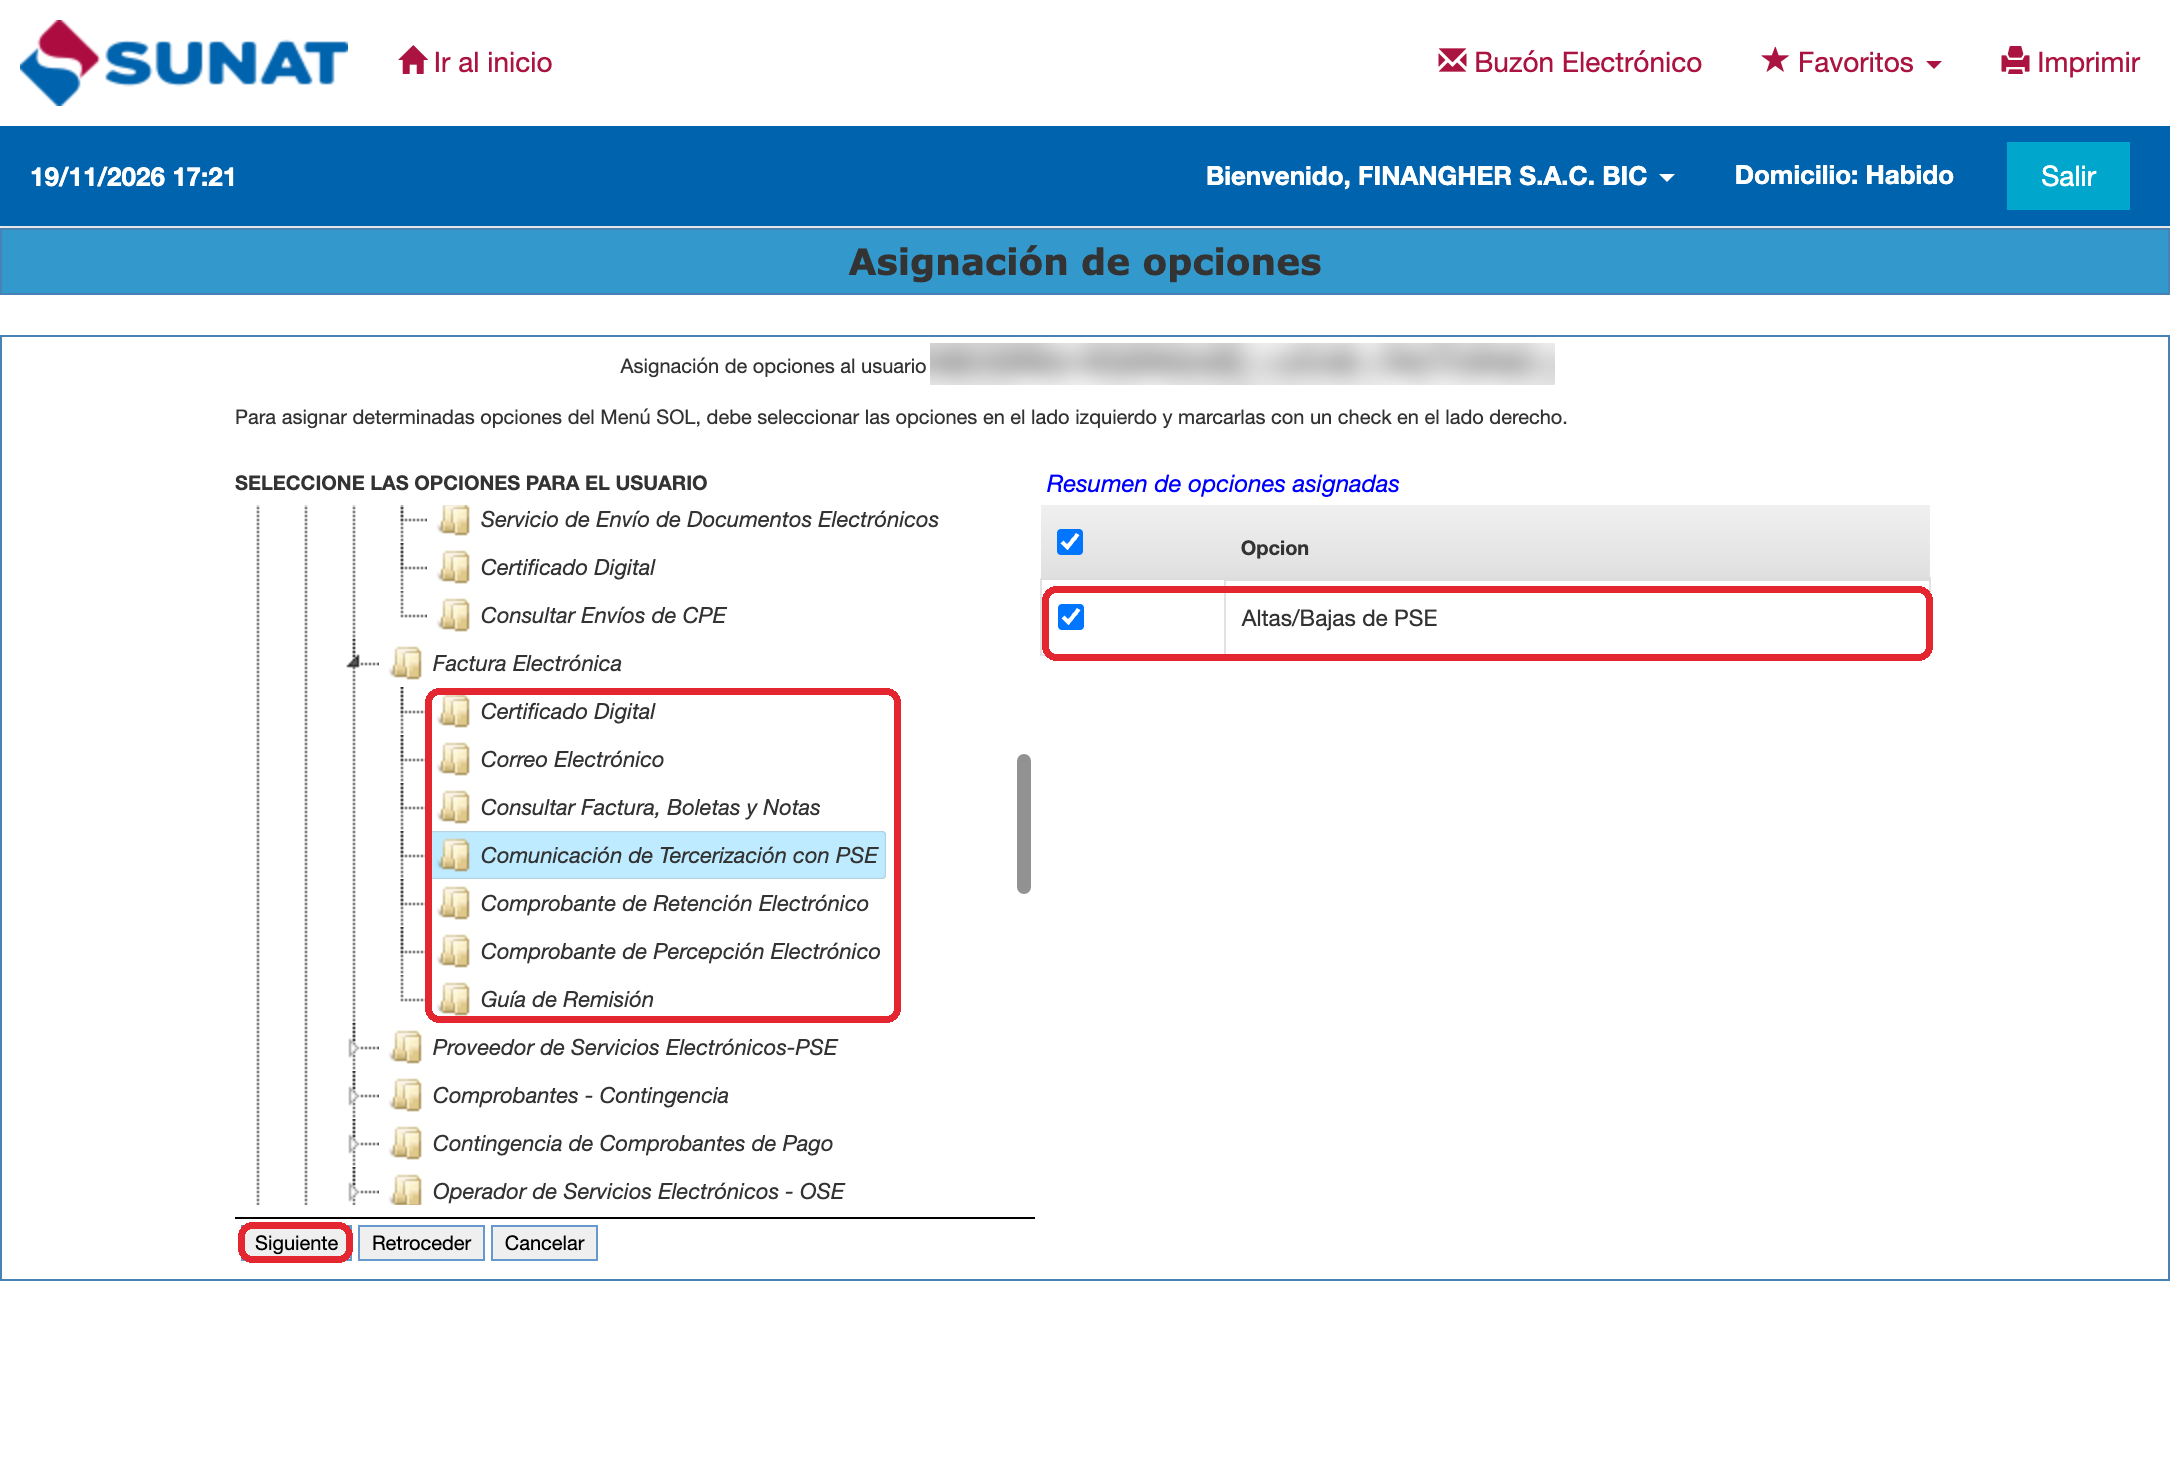 SUNAT
Ir al inicio
Buzón Electrónico
Favoritos
Imprimir
19/11/2026 17:21
Bienvenido, FINANGHER S.A.C. BIC
Domicilio: Habido
Salir
Asignación de opciones
Asignación de opciones al usuario
Para asignar determinadas opciones del Menú SOL, debe seleccionar las opciones en el lado izquierdo y marcarlas con un check en el lado derecho.
SELECCIONE LAS OPCIONES PARA EL USUARIO
Servicio de Envío de Documentos Electrónicos
Certificado Digital
Consultar Envíos de CPE
Factura Electrónica
Certificado Digital
Correo Electrónico
Consultar Factura, Boletas y Notas
Comunicación de Tercerización con PSE
Comprobante de Retención Electrónico
Comprobante de Percepción Electrónico
Guía de Remisión
Proveedor de Servicios Electrónicos-PSE
Comprobantes - Contingencia
Contingencia de Comprobantes de Pago
Operador de Servicios Electrónicos - OSE
Resumen de opciones asignadas
Opcion
Altas/Bajas de PSE
Siguiente
Retroceder
Cancelar